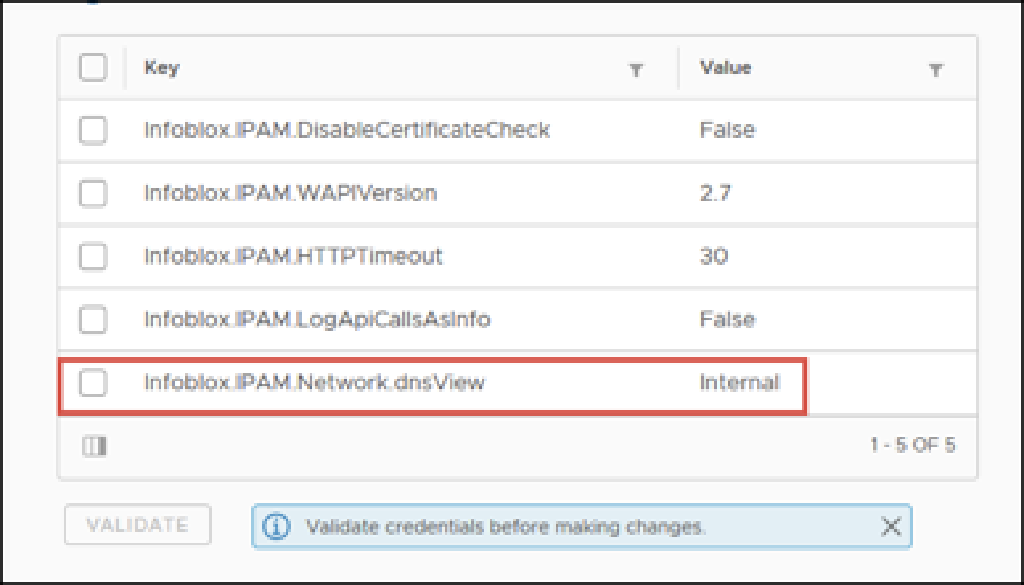 Key Value
Infoblox.IPAM.DisableCertificateCheck False
Infoblox.IPAM.WAPIVersion 2.7
Infoblox.IPAM.HTTPTimeout 30
Infoblox.IPAM.LogApiCallsAsInfo False
Infoblox.IPAM.Network.dnsView Internal
1 - 5 OF 5
VALIDATE Validate credentials before making changes.